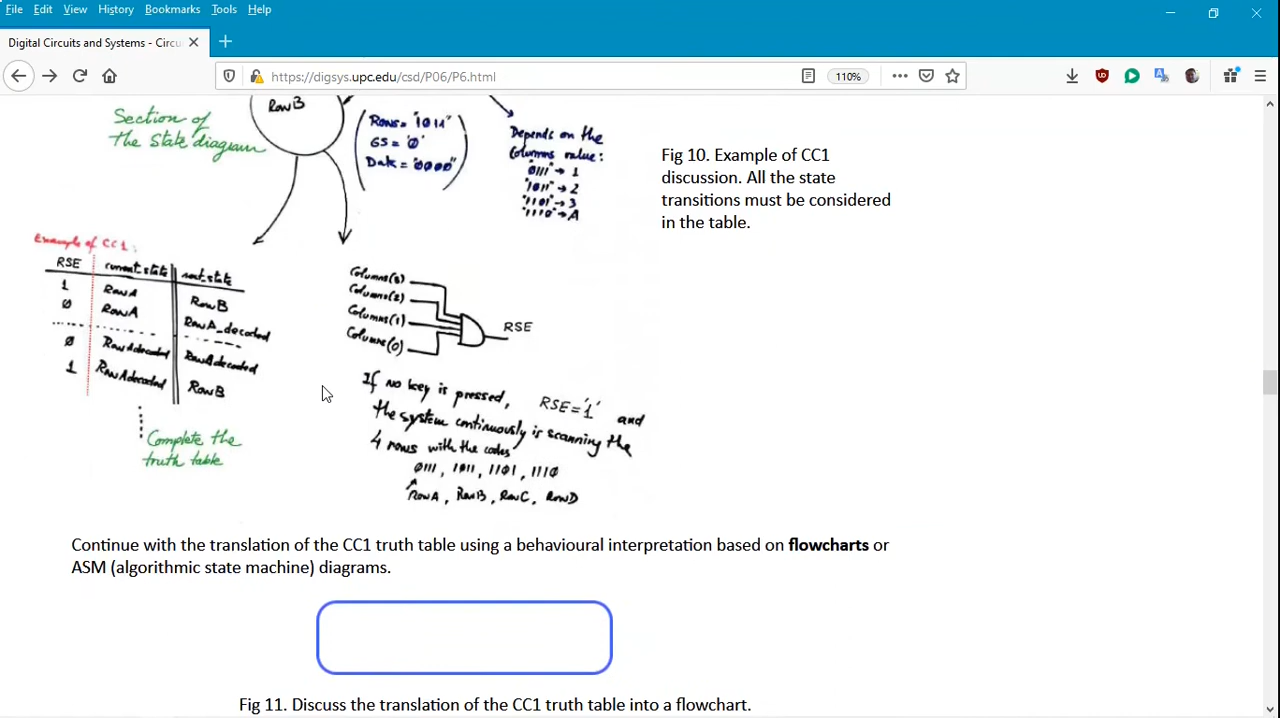 File Edit View History Bookmarks Tools Help
Digital Circuits and Systems - Circu
https://digsys.upc.edu/csd/P06/P6.html
110%
RowB
Section of
the state diagram
Rows = "1011"
GS = '0'
Data = "0000"
Depends on the
Columns value:
"0111" → 1
"1011" → 2
"1101" → 3
"1110" → A
Fig 10. Example of CC1
discussion. All the state
transitions must be considered
in the table.
Example of CC1:
RSE current_state next_state
1 RowA RowB
0 RowA RowA_decoded
0 RowAdecoded RowAdecoded
1 RowAdecoded RowB
Complete the
truth table
Columns(3)
Columns(2)
Columns(1)
Columns(0)
RSE
If no key is pressed, RSE='1' and
the system continuously is scanning the
4 rows with the codes
0111, 1011, 1101, 1110
RowA, RowB, RowC, RowD
Continue with the translation of the CC1 truth table using a behavioural interpretation based on flowcharts or
ASM (algorithmic state machine) diagrams.
Fig 11. Discuss the translation of the CC1 truth table into a flowchart.